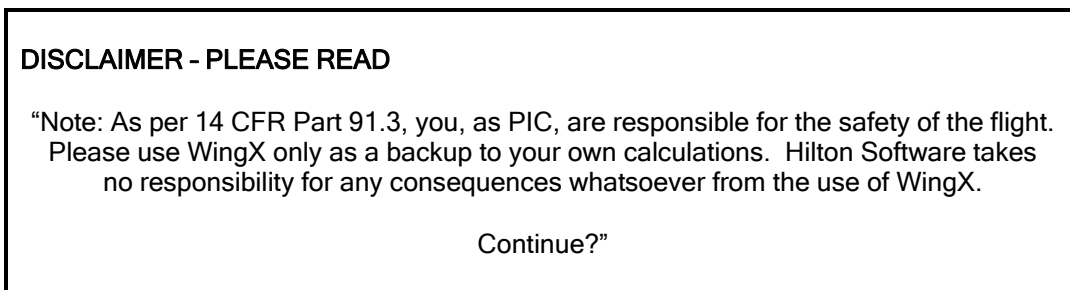 DISCLAIMER – PLEASE READ
“Note: As per 14 CFR Part 91.3, you, as PIC, are responsible for the safety of the flight.
Please use WingX only as a backup to your own calculations.  Hilton Software takes
no responsibility for any consequences whatsoever from the use of WingX.
Continue?”